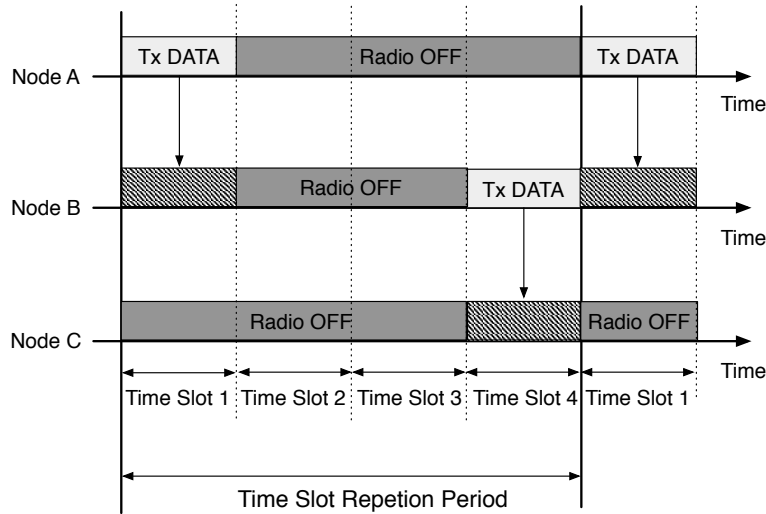 Tx DATA Radio OFF Tx DATA
Node A
Time
Radio OFF Tx DATA
Node B
Time
Radio OFF Radio OFF
Node C
Time
Time Slot 1 Time Slot 2 Time Slot 3 Time Slot 4 Time Slot 1
Time Slot Repetion Period